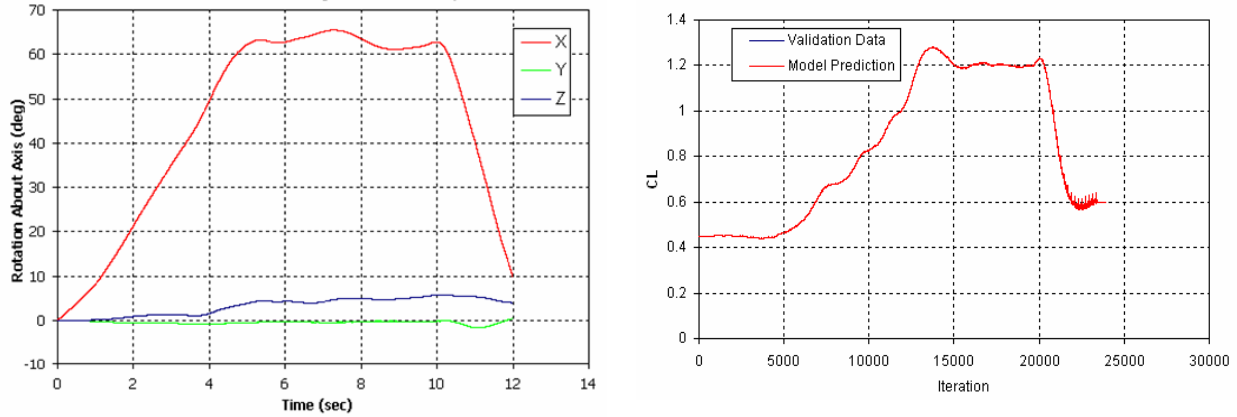 70
60
50
40
30
20
10
0
-10
Rotation About Axis (deg)
X
Y
Z
0 2 4 6 8 10 12 14
Time (sec)
1.4
1.2
1
0.8
0.6
0.4
0.2
0
CL
Validation Data
Model Prediction
0 5000 10000 15000 20000 25000 30000
Iteration